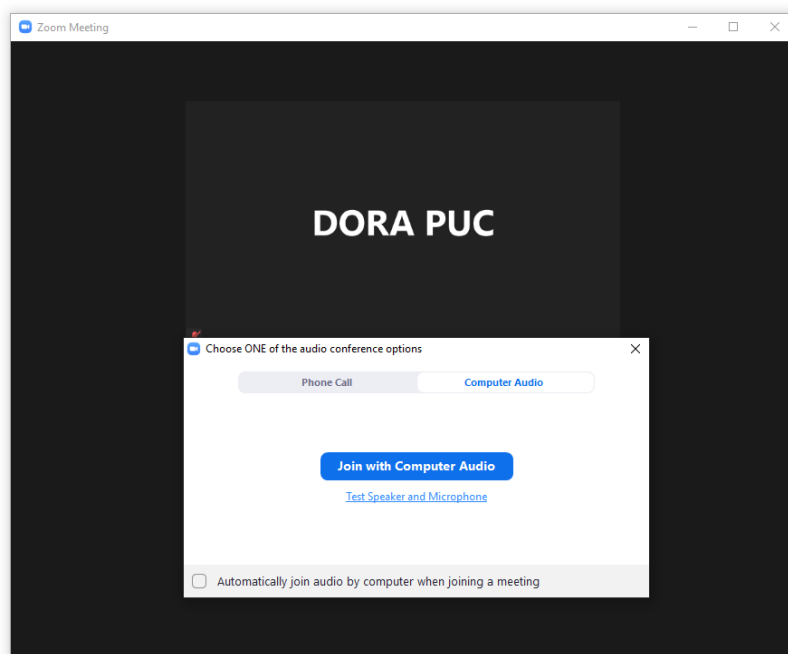 Zoom Meeting
DORA PUC
Choose ONE of the audio conference options
Phone Call
Computer Audio
Join with Computer Audio
Test Speaker and Microphone
Automatically join audio by computer when joining a meeting